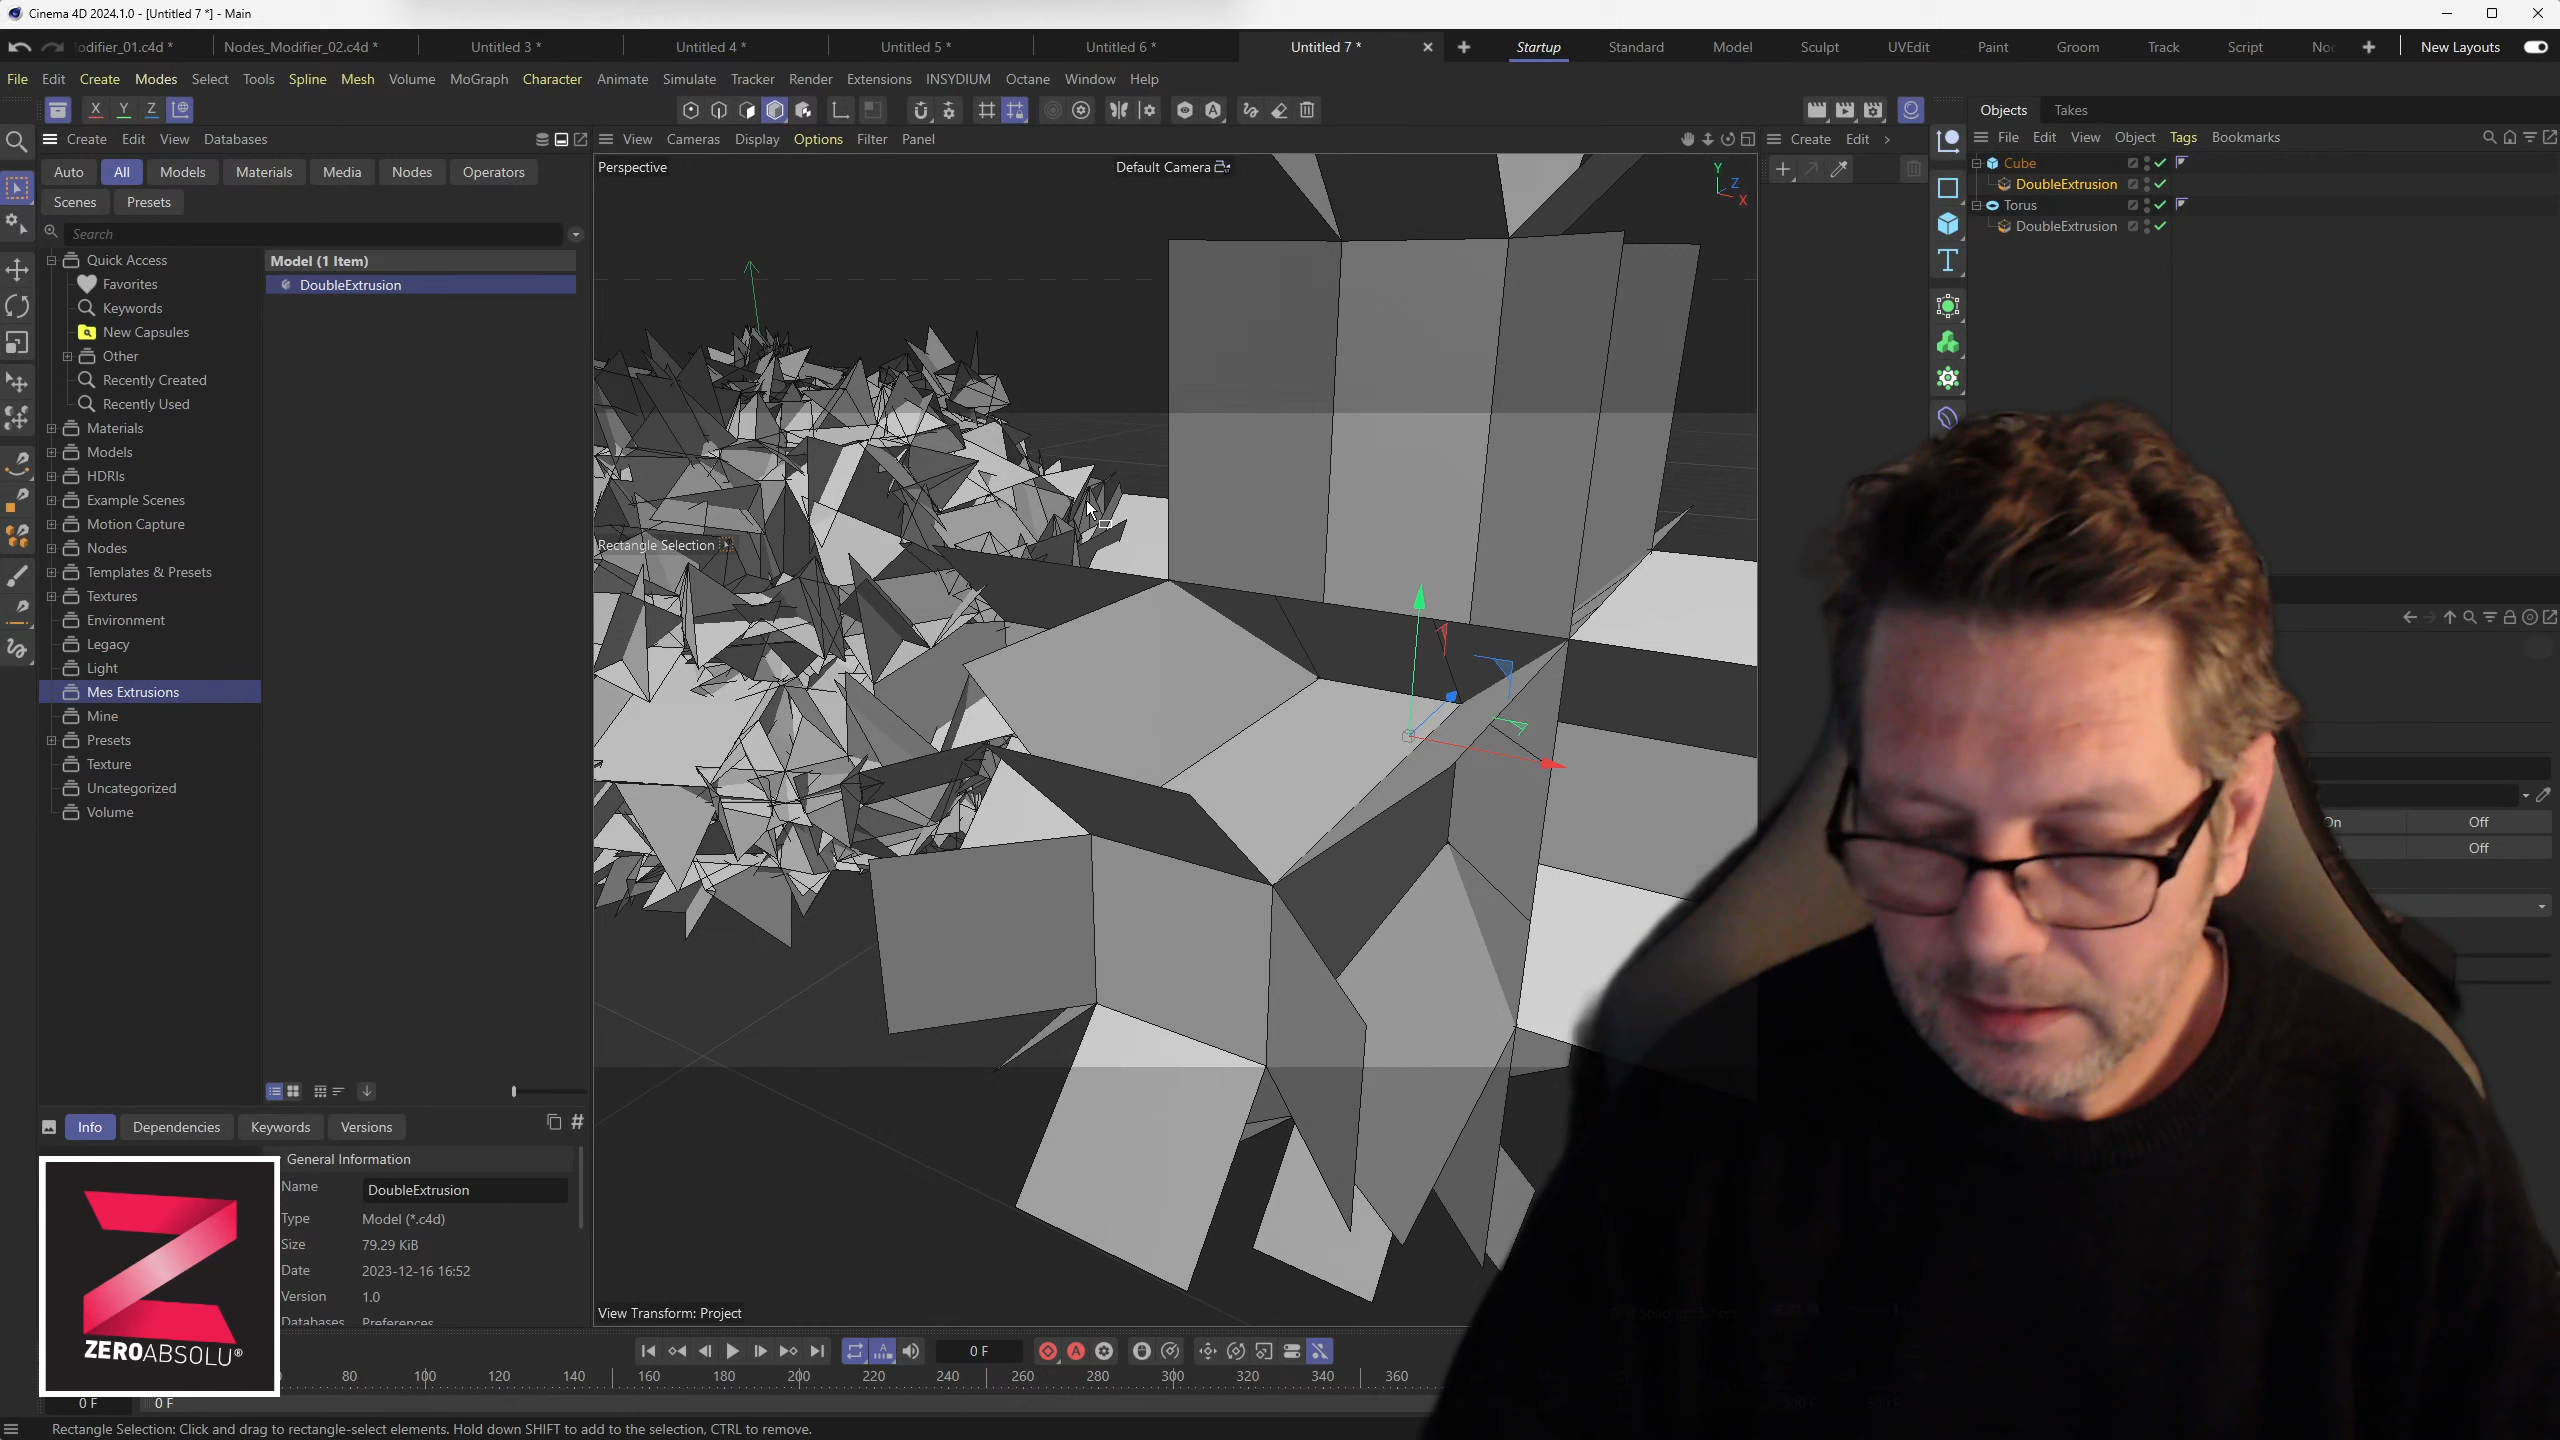 Cinema 4D 2024.1.0 - [Untitled 7 *] - Main
odifier_01.c4d *
Nodes_Modifier_02.c4d *
Untitled 3 *
Untitled 4 *
Untitled 5 *
Untitled 6 *
Untitled 7 *
Startup
Standard
Model
Sculpt
UVEdit
Paint
Groom
Track
Script
New Layouts
File Edit Create Modes Select Tools Spline Mesh Volume MoGraph Character Animate Simulate Tracker Render Extensions INSYDIUM Octane Window Help
X Y Z
Objects Takes
Create Edit View Databases
View Cameras Display Options Filter Panel
Create Edit
File Edit View Object Tags Bookmarks
Auto All Models Materials Media Nodes Operators
Scenes Presets
Search
Perspective
Default Camera
Y
Z
X
Cube
DoubleExtrusion
Torus
DoubleExtrusion
Quick Access
Favorites
Keywords
New Capsules
Other
Recently Created
Recently Used
Materials
Models
HDRIs
Example Scenes
Motion Capture
Nodes
Templates & Presets
Textures
Environment
Legacy
Light
Mes Extrusions
Mine
Presets
Texture
Uncategorized
Volume
Model (1 Item)
DoubleExtrusion
Rectangle Selection
On Off
Off
Info Dependencies Keywords Versions
General Information
Name DoubleExtrusion
Type Model (*.c4d)
Size 79.29 KiB
Date 2023-12-16 16:52
Version 1.0
Databases Preferences
View Transform: Project
ZEROABSOLU®
0 F
80 100 120 140 160 180 200 220 240 260 280 300 320 340 360
0 F
0 F
Rectangle Selection: Click and drag to rectangle-select elements. Hold down SHIFT to add to the selection, CTRL to remove.